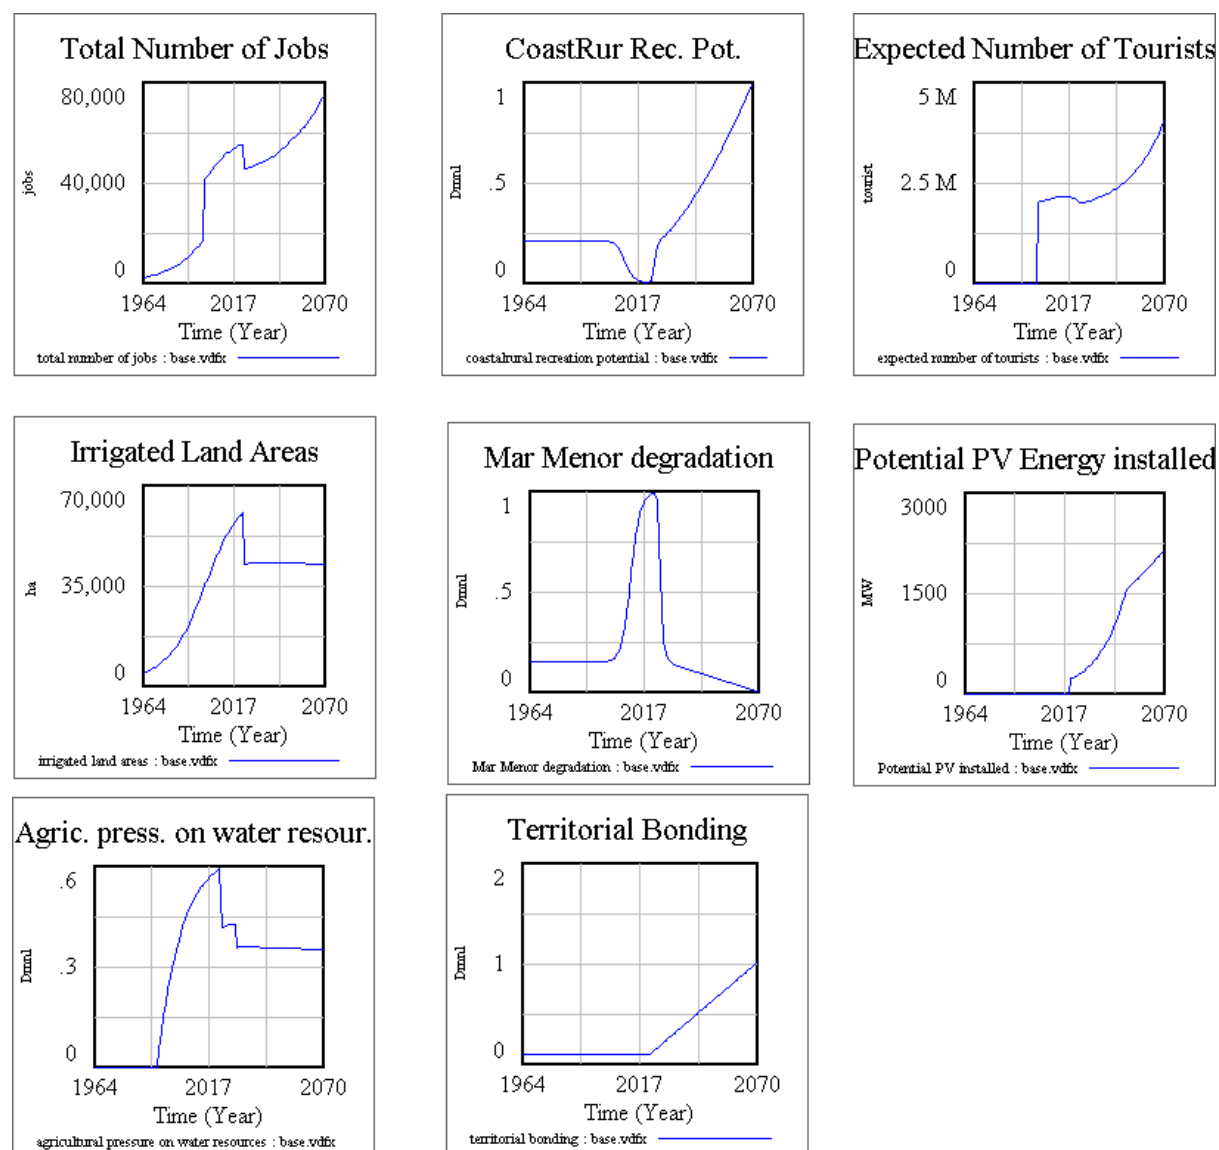 Total Number of Jobs
80,000
jobs
40,000
0
1964 2017 2070
Time (Year)
total number of jobs : base.vdfx
CoastRur Rec. Pot.
1
Dmnl
.5
0
1964 2017 2070
Time (Year)
coastalrural recreation potential : base.vdfx
Expected Number of Tourists
5 M
tourist
2.5 M
0
1964 2017 2070
Time (Year)
expected number of tourists : base.vdfx
Irrigated Land Areas
70,000
ha
35,000
0
1964 2017 2070
Time (Year)
irrigated land areas : base.vdfx
Mar Menor degradation
1
Dmnl
.5
0
1964 2017 2070
Time (Year)
Mar Menor degradation : base.vdfx
Potential PV Energy installed
3000
MW
1500
0
1964 2017 2070
Time (Year)
Potential PV installed : base.vdfx
Agric. press. on water resour.
.6
Dmnl
.3
0
1964 2017 2070
Time (Year)
agricultural pressure on water resources : base.vdfx
Territorial Bonding
2
Dmnl
1
0
1964 2017 2070
Time (Year)
territorial bonding : base.vdfx